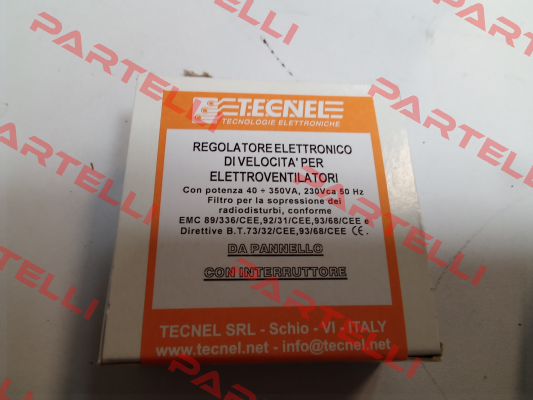 TECNEL
TECNOLOGIE ELETTRONICHE
REGOLATORE ELETTRONICO
DI VELOCITA' PER
ELETTROVENTILATORI
Con potenza 40 ÷ 350VA, 230Vca 50 Hz
Filtro per la sopressione dei
radiodisturbi, conforme
EMC 89/336/CEE,92/31/CEE,93/68/CEE e
Direttive B.T.73/32/CEE,93/68/CEE CE.
DA PANNELLO
CON INTERRUTTORE
TECNEL SRL - Schio - VI - ITALY
www.tecnel.net - info@tecnel.net
PARTELLI
PARTELLI
PARTELLI
PARTELLI
PARTELLI